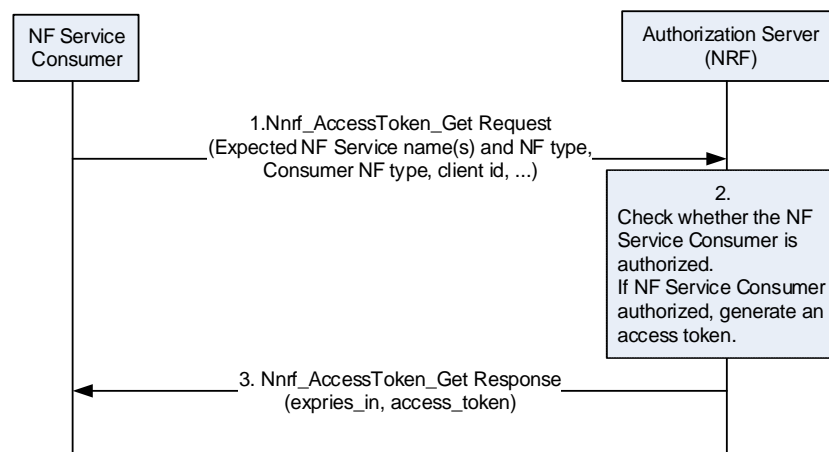 NF Service
Consumer
Authorization Server
(NRF)
1.Nnrf_AccessToken_Get Request
(Expected NF Service name(s) and NF type,
Consumer NF type, client id, ...)
2.
Check whether the NF
Service Consumer is
authorized.
If NF Service Consumer
authorized, generate an
access token.
3. Nnrf_AccessToken_Get Response
(expries_in, access_token)